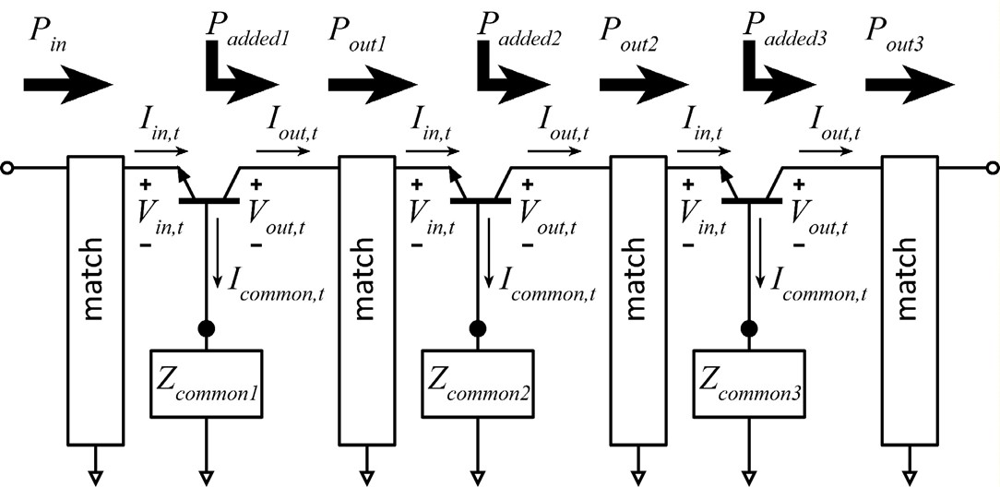 P_in P_added1 P_out1 P_added2 P_out2 P_added3 P_out3
I_in,t I_out,t I_in,t I_out,t I_in,t I_out,t
+ + + + + +
V_in,t V_out,t V_in,t V_out,t V_in,t V_out,t
− − − − − −
match match match match
I_common,t I_common,t I_common,t
Z_common1 Z_common2 Z_common3